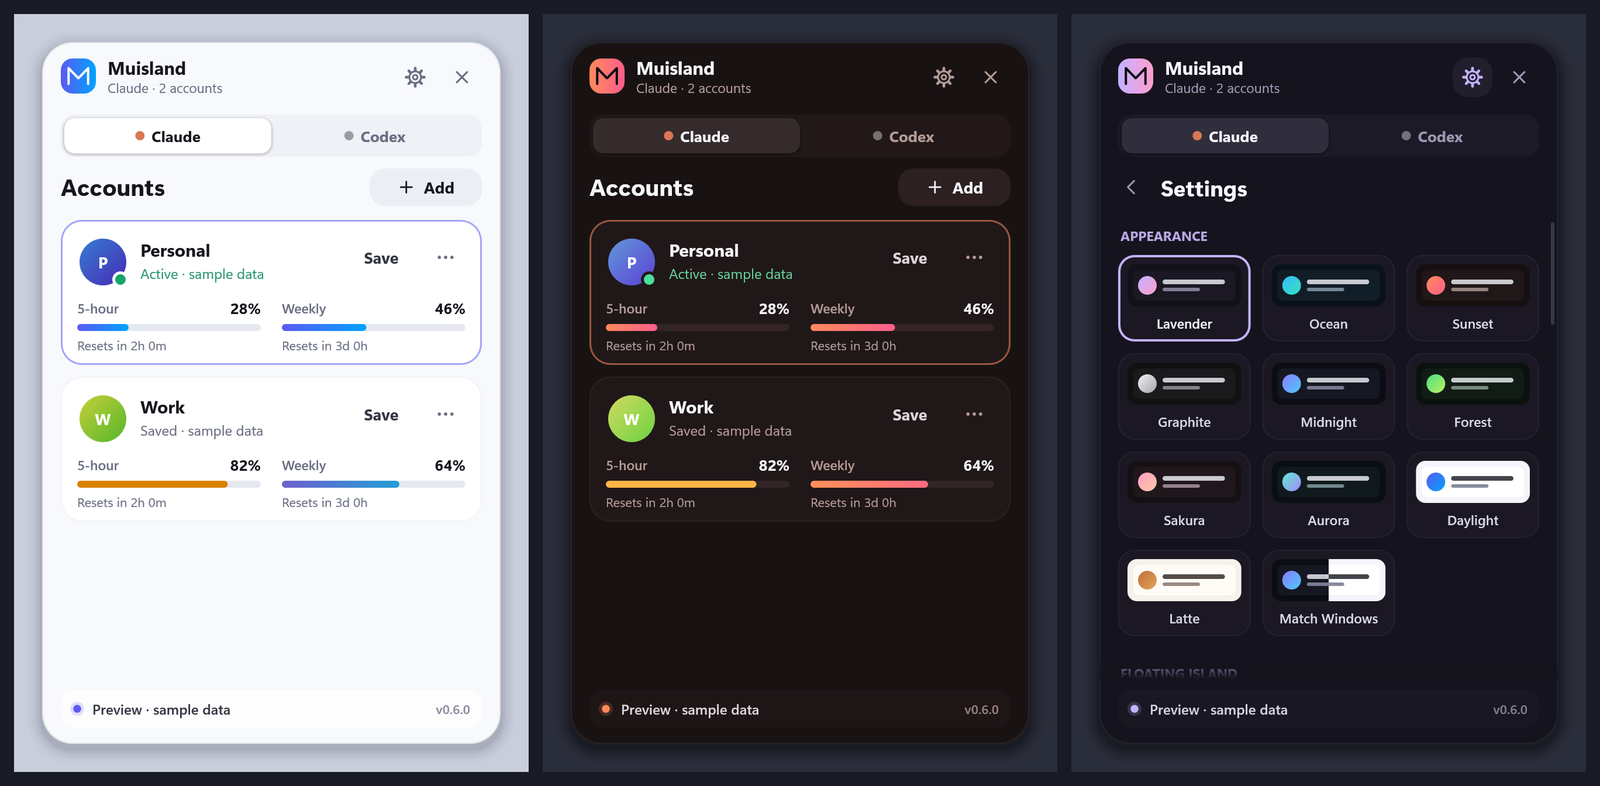 Muisland
Claude · 2 accounts
Claude
Codex
Accounts
+ Add
P
Personal
Active · sample data
Save
...
5-hour 28%
Resets in 2h 0m
Weekly 46%
Resets in 3d 0h
W
Work
Saved · sample data
Save
...
5-hour 82%
Resets in 2h 0m
Weekly 64%
Resets in 3d 0h
Preview · sample data
v0.6.0
Muisland
Claude · 2 accounts
Claude
Codex
Accounts
+ Add
P
Personal
Active · sample data
Save
...
5-hour 28%
Resets in 2h 0m
Weekly 46%
Resets in 3d 0h
W
Work
Saved · sample data
Save
...
5-hour 82%
Resets in 2h 0m
Weekly 64%
Resets in 3d 0h
Preview · sample data
v0.6.0
Muisland
Claude · 2 accounts
Claude
Codex
Settings
APPEARANCE
Lavender
Ocean
Sunset
Graphite
Midnight
Forest
Sakura
Aurora
Daylight
Latte
Match Windows
FLOATING ISLAND
Preview · sample data
v0.6.0